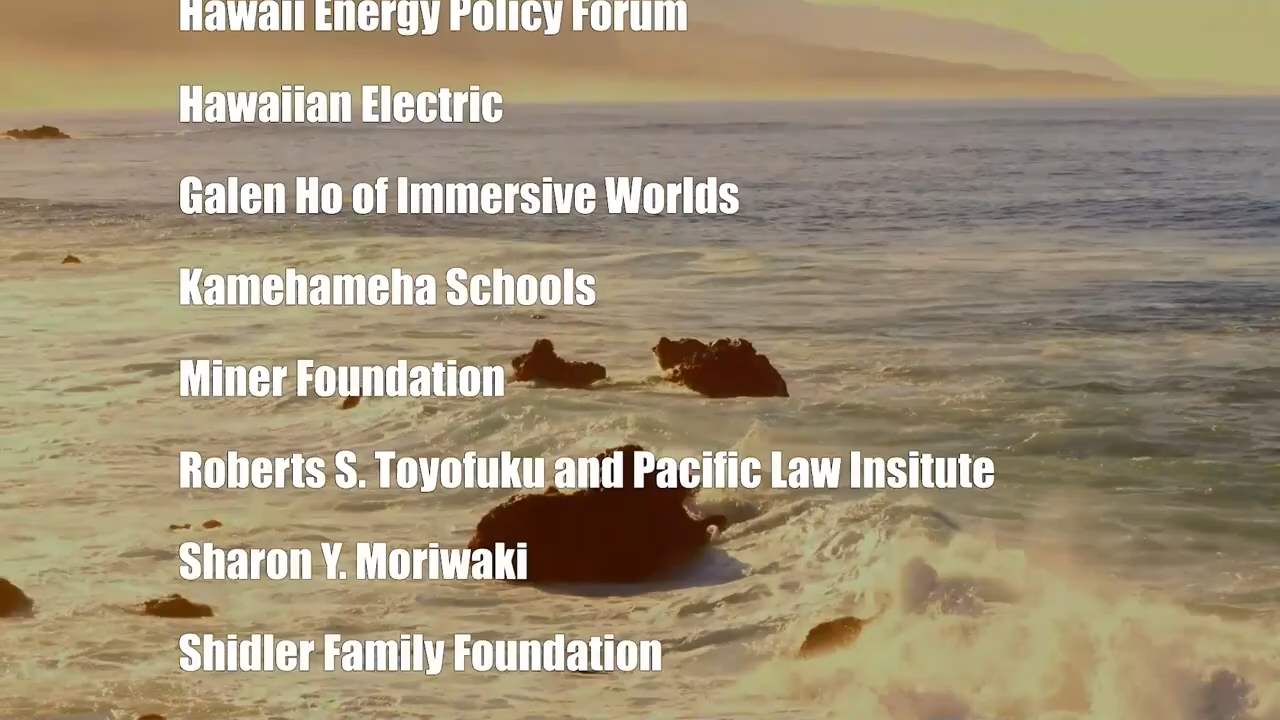 Hawaii Energy Policy Forum
Hawaiian Electric
Galen Ho of Immersive Worlds
Kamehameha Schools
Miner Foundation
Roberts S. Toyofuku and Pacific Law Insitute
Sharon Y. Moriwaki
Shidler Family Foundation